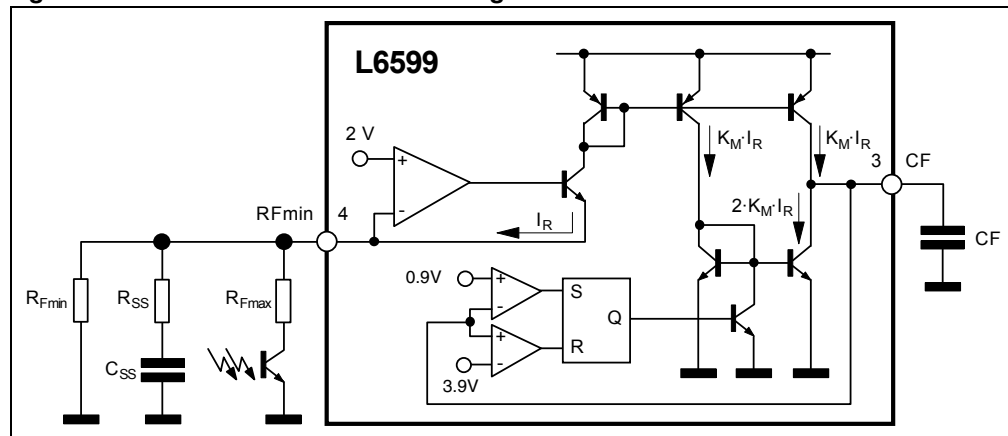 L6599
2 V
+
-
K_M·I_R
K_M·I_R
3
CF
RFmin
4
I_R
2·K_M·I_R
CF
R_Fmin
R_SS
R_Fmax
0.9V
+
-
S
Q
C_SS
+
-
R
3.9V